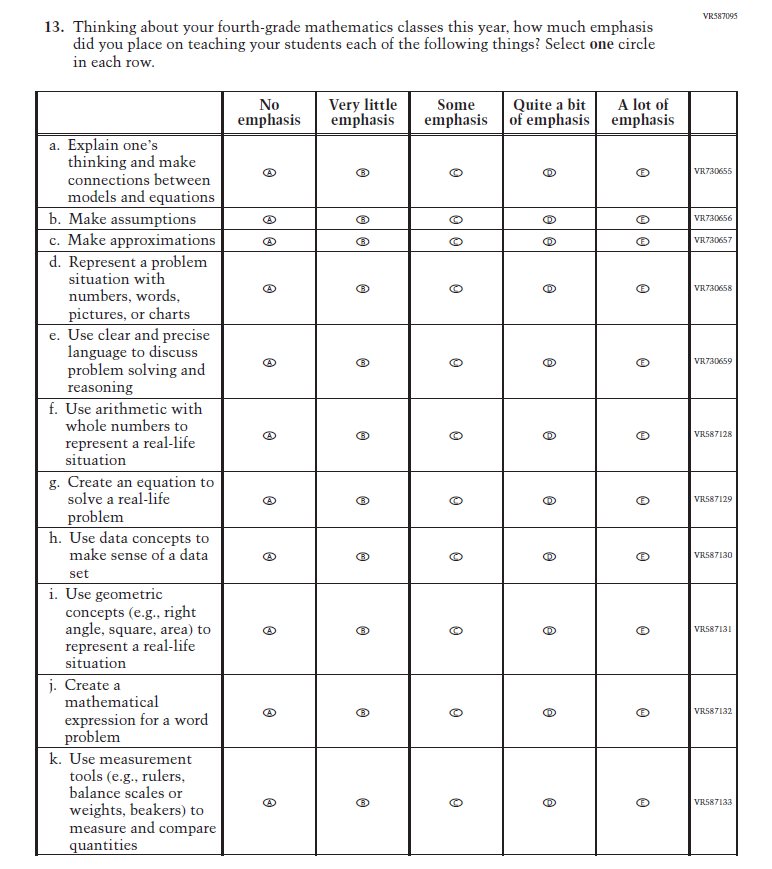 VR587095
13. Thinking about your fourth-grade mathematics classes this year, how much emphasis
did you place on teaching your students each of the following things? Select one circle
in each row.
No emphasis Very little emphasis Some emphasis Quite a bit of emphasis A lot of emphasis
a. Explain one's
thinking and make
connections between
models and equations
A B C D E VR730655
b. Make assumptions A B C D E VR730656
c. Make approximations A B C D E VR730657
d. Represent a problem
situation with
numbers, words,
pictures, or charts
A B C D E VR730658
e. Use clear and precise
language to discuss
problem solving and
reasoning
A B C D E VR730659
f. Use arithmetic with
whole numbers to
represent a real-life
situation
A B C D E VR587128
g. Create an equation to
solve a real-life
problem
A B C D E VR587129
h. Use data concepts to
make sense of a data
set
A B C D E VR587130
i. Use geometric
concepts (e.g., right
angle, square, area) to
represent a real-life
situation
A B C D E VR587131
j. Create a
mathematical
expression for a word
problem
A B C D E VR587132
k. Use measurement
tools (e.g., rulers,
balance scales or
weights, beakers) to
measure and compare
quantities
A B C D E VR587133